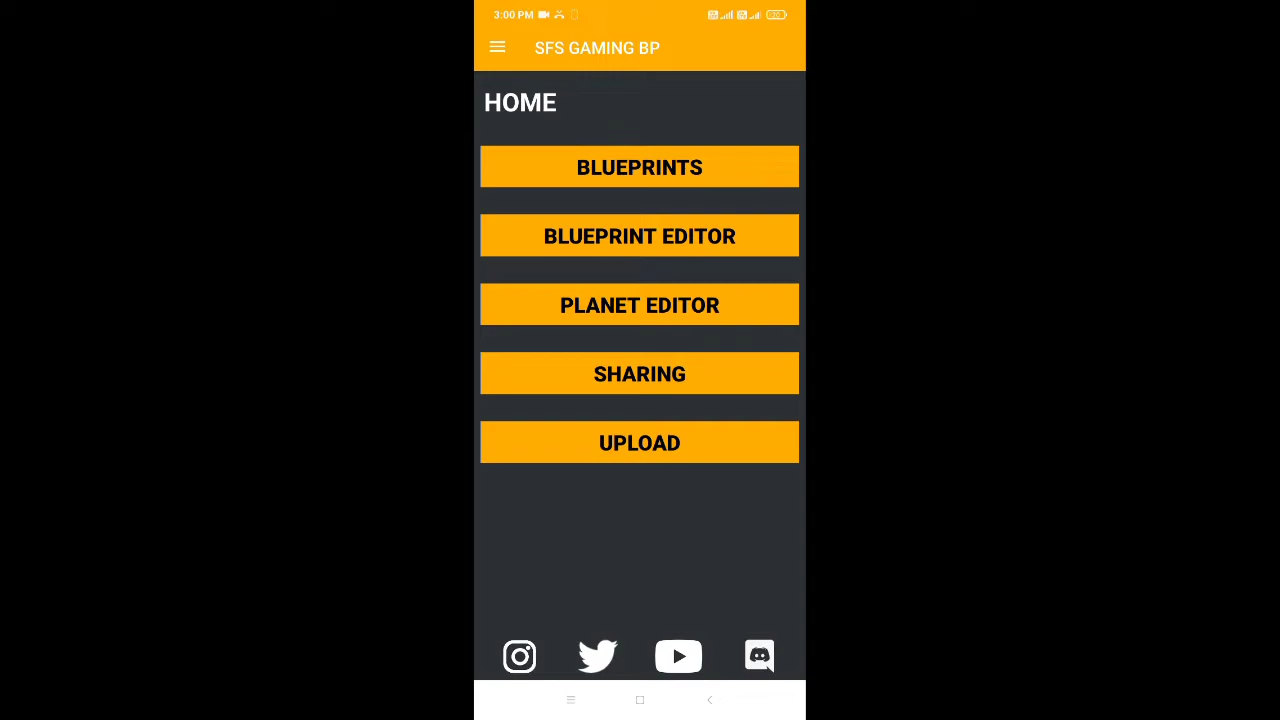 3:00 PM
SFS GAMING BP
HOME
BLUEPRINTS
BLUEPRINT EDITOR
PLANET EDITOR
SHARING
UPLOAD